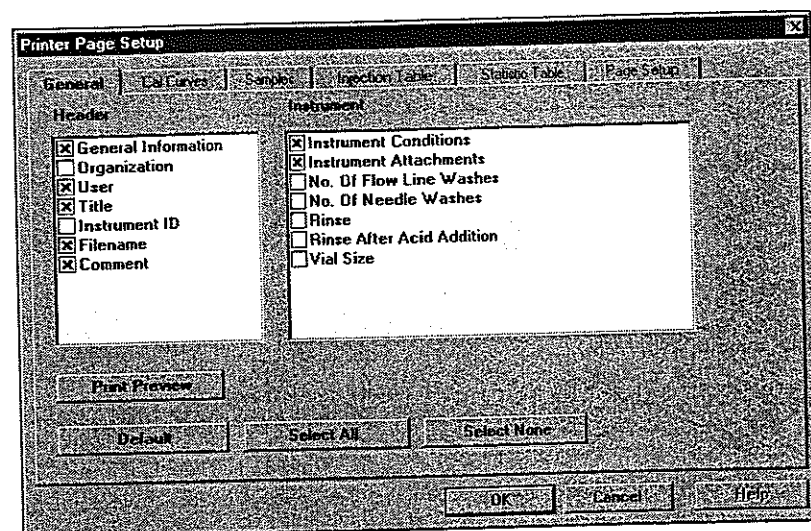 Printer Page Setup
General Cal Curves Samples Injection Table Statistic Table Page Setup
Header
Instrument
General Information
Organization
User
Title
Instrument ID
Filename
Comment
Instrument Conditions
Instrument Attachments
No. Of Flow Line Washes
No. Of Needle Washes
Rinse
Rinse After Acid Addition
Vial Size
Print Preview
Default Select All Select None
OK Cancel Help